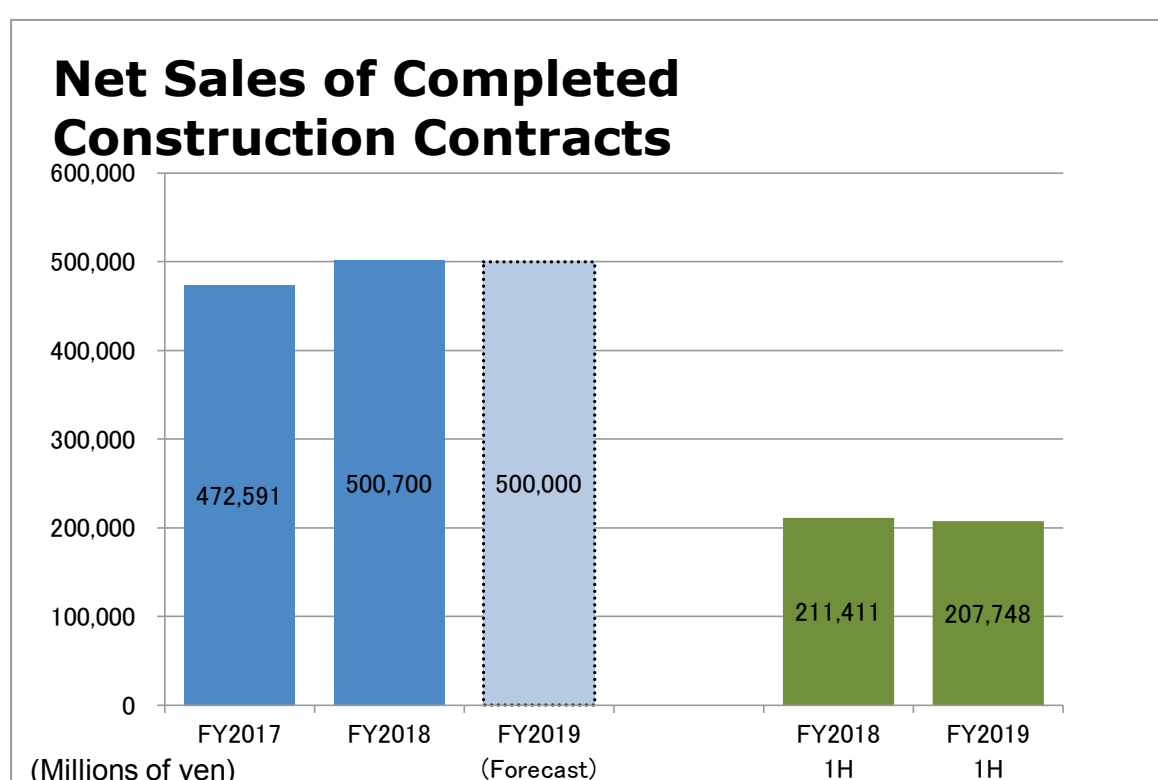 Net Sales of Completed
Construction Contracts
600,000
500,000
400,000
300,000
200,000
100,000
0
472,591
500,700
500,000
211,411
207,748
FY2017
FY2018
FY2019
(Forecast)
FY2018
1H
FY2019
1H
(Millions of yen)